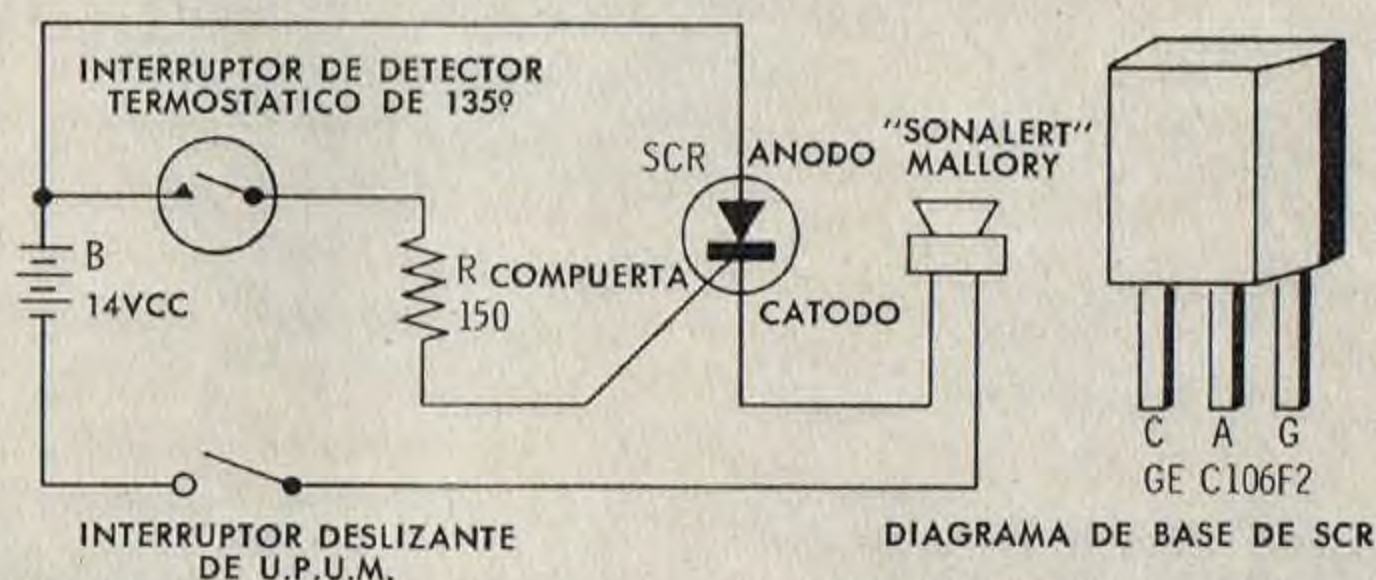 INTERRUPTOR DE DETECTOR
TERMOSTATICO DE 135º
SCR
ANODO
"SONALERT"
MALLORY
B
14VCC
R
150
COMPUERTA
CATODO
C A G
GE C106F2
INTERRUPTOR DESLIZANTE
DE U.P.U.M.
DIAGRAMA DE BASE DE SCR